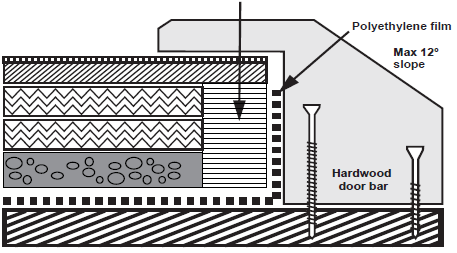 Polyethylene film
Max 12°
slope
Hardwood
door bar